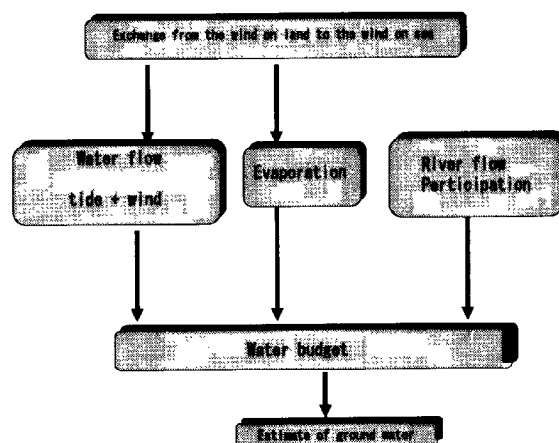 Exchange from the wind on land to the wind on sea
Water flow
tide + wind
Evaporation
River flow
Participation
Water budget
Estimate of ground water